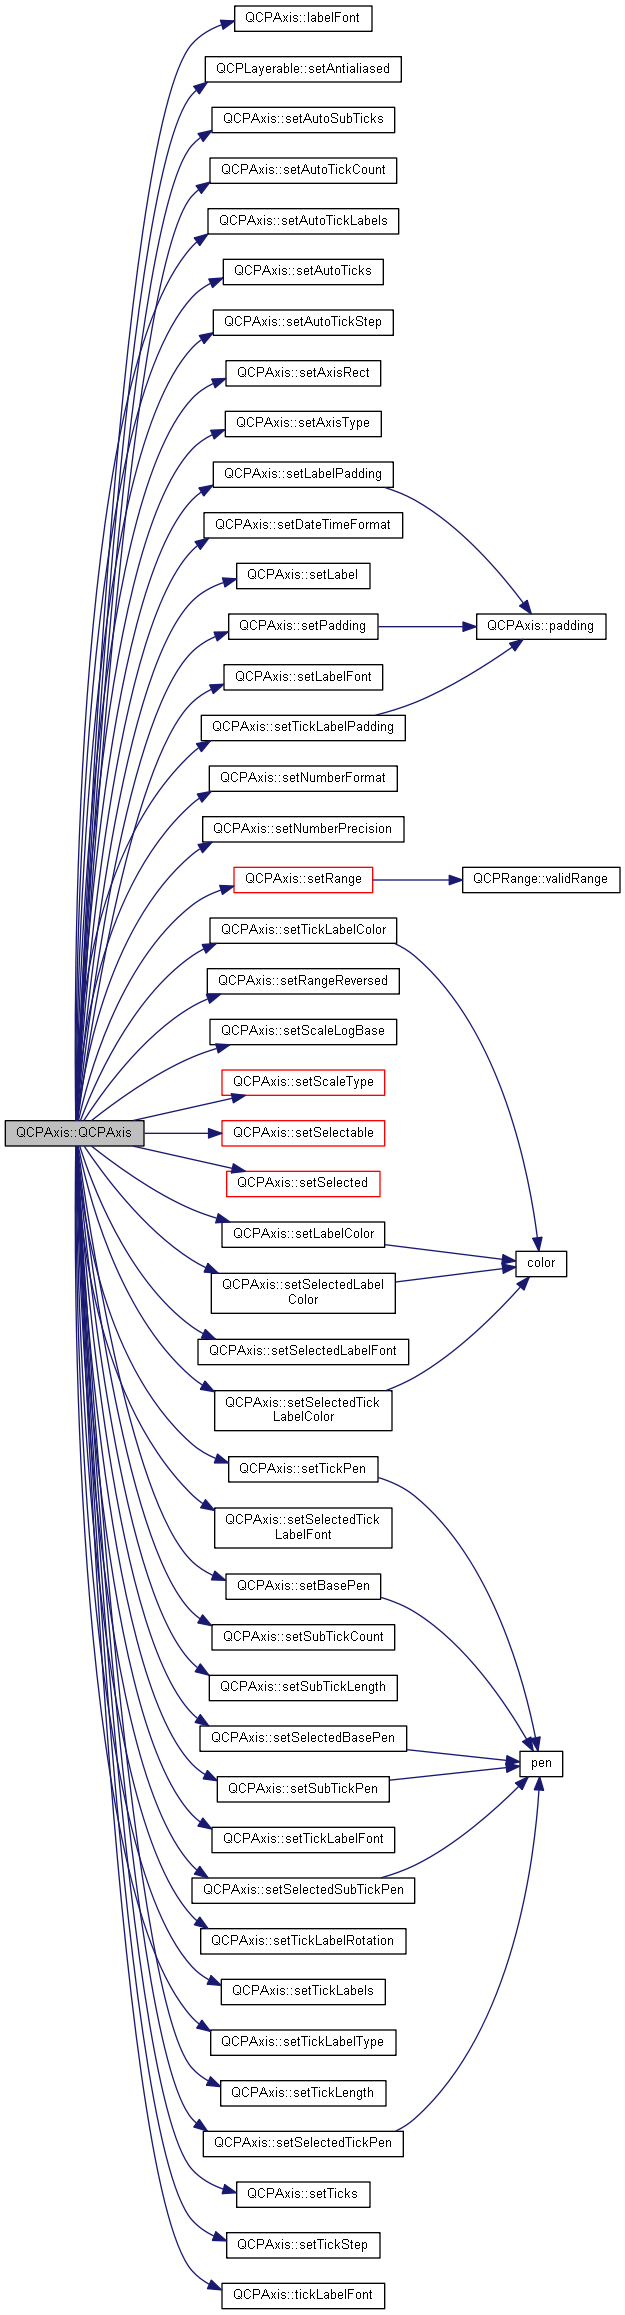 QCPAxis::labelFont
QCPLayerable::setAntialiased
QCPAxis::setAutoSubTicks
QCPAxis::setAutoTickCount
QCPAxis::setAutoTickLabels
QCPAxis::setAutoTicks
QCPAxis::setAutoTickStep
QCPAxis::setAxisRect
QCPAxis::setAxisType
QCPAxis::setLabelPadding
QCPAxis::setDateTimeFormat
QCPAxis::setLabel
QCPAxis::setPadding
QCPAxis::padding
QCPAxis::setLabelFont
QCPAxis::setTickLabelPadding
QCPAxis::setNumberFormat
QCPAxis::setNumberPrecision
QCPAxis::setRange
QCPRange::validRange
QCPAxis::setTickLabelColor
QCPAxis::setRangeReversed
QCPAxis::setScaleLogBase
QCPAxis::setScaleType
QCPAxis::QCPAxis
QCPAxis::setSelectable
QCPAxis::setSelected
QCPAxis::setLabelColor
color
QCPAxis::setSelectedLabel
Color
QCPAxis::setSelectedLabelFont
QCPAxis::setSelectedTick
LabelColor
QCPAxis::setTickPen
QCPAxis::setSelectedTick
LabelFont
QCPAxis::setBasePen
QCPAxis::setSubTickCount
QCPAxis::setSubTickLength
QCPAxis::setSelectedBasePen
pen
QCPAxis::setSubTickPen
QCPAxis::setTickLabelFont
QCPAxis::setSelectedSubTickPen
QCPAxis::setTickLabelRotation
QCPAxis::setTickLabels
QCPAxis::setTickLabelType
QCPAxis::setTickLength
QCPAxis::setSelectedTickPen
QCPAxis::setTicks
QCPAxis::setTickStep
QCPAxis::tickLabelFont